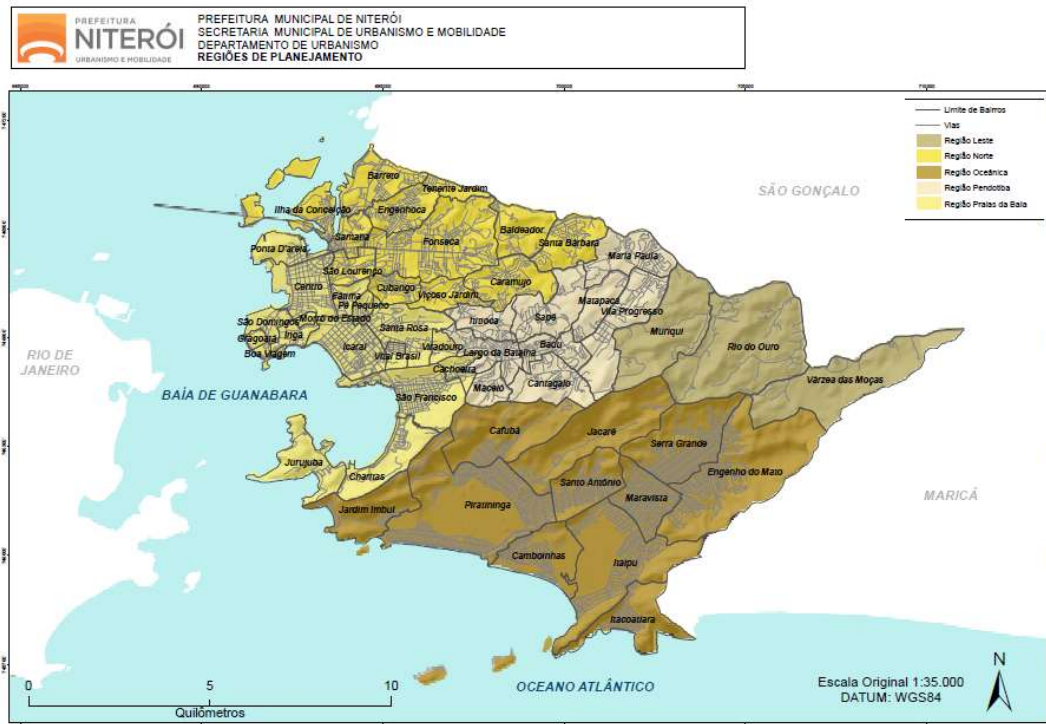 PREFEITURA
NITERÓI
URBANISMO E MOBILIDADE
PREFEITURA MUNICIPAL DE NITERÓI
SECRETARIA MUNICIPAL DE URBANISMO E MOBILIDADE
DEPARTAMENTO DE URBANISMO
REGIÕES DE PLANEJAMENTO
Limite de Bairros
Vias
Região Leste
Região Norte
Região Oceânica
Região Pendotiba
Região Praias da Baía
SÃO GONÇALO
Barreto
Tenente Jardim
Ilha da Conceição
Engenhoca
Santana
Fonseca
Baldeador
Santa Bárbara
Ponta D'areia
Maria Paula
São Lourenço
Centro
Cubango
Viçoso Jardim
Caramujo
Fátima
Pé Pequeno
Matapaca
Vila Progresso
São Domingos
Morro do Estado
Santa Rosa
Ititioca
Sapê
Muriqui
Gragoatá
Ingá
Icaraí
Viradouro
Badu
Rio do Ouro
Boa Viagem
Vital Brasil
Largo da Batalha
RIO DE
JANEIRO
Cachoeira
Várzea das Moças
Maceió
Cantagalo
BAÍA DE GUANABARA
São Francisco
Cafubá
Jacaré
Serra Grande
Jurujuba
Charitas
Engenho do Mato
Santo Antônio
Maravista
MARICÁ
Jardim Imbuí
Piratininga
Camboinhas
Itaipu
Itacoatiara
OCEANO ATLÂNTICO
0 5 10
Quilômetros
N
Escala Original 1:35.000
DATUM: WGS84